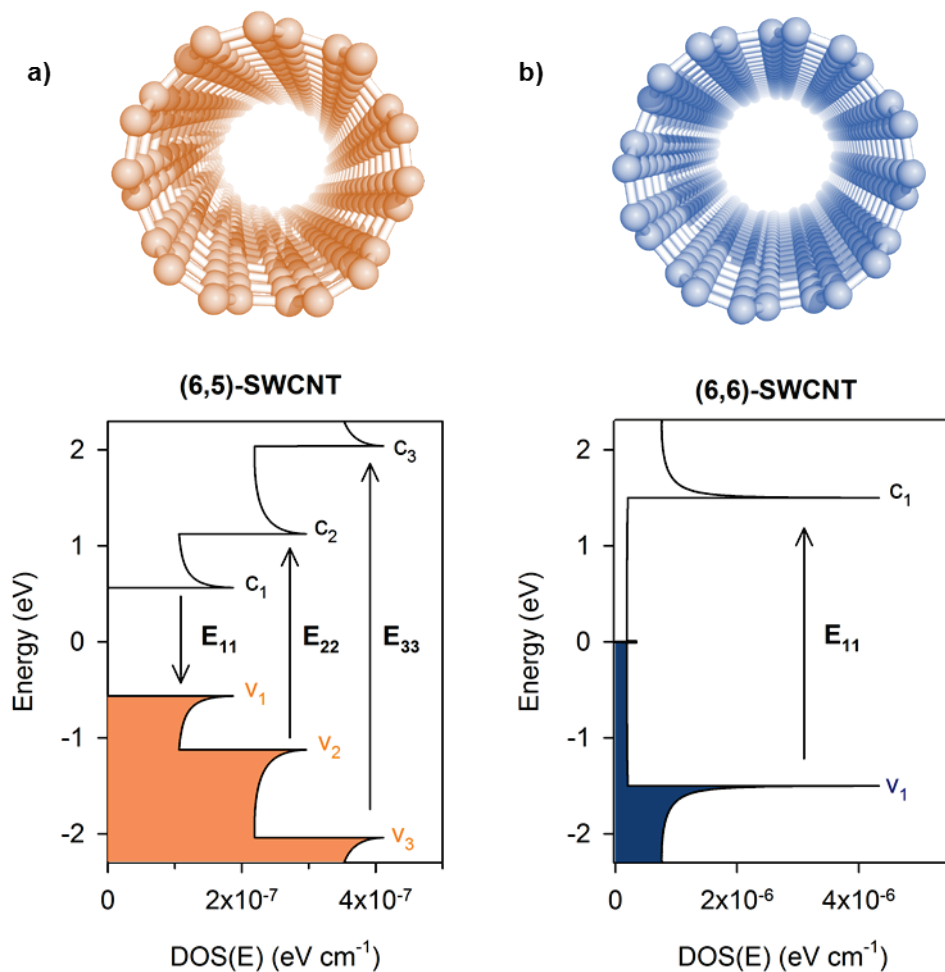 a)
b)
(6,5)-SWCNT
(6,6)-SWCNT
Energy (eV)
2
1
0
-1
-2
c₃
c₂
c₁
E₁₁
E₂₂
E₃₃
v₁
v₂
v₃
0
2x10⁻⁷
4x10⁻⁷
DOS(E) (eV cm⁻¹)
Energy (eV)
2
1
0
-1
-2
c₁
E₁₁
v₁
0
2x10⁻⁶
4x10⁻⁶
DOS(E) (eV cm⁻¹)